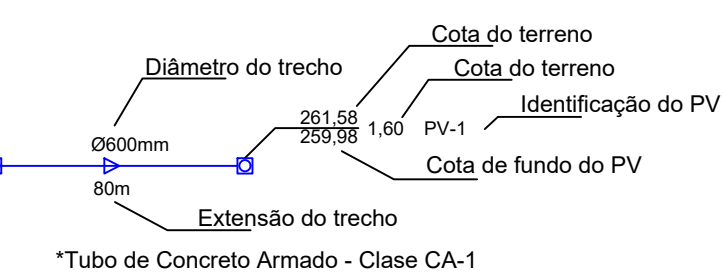 Cota do terreno
Diâmetro do trecho
Cota do terreno
Identificação do PV
261,58
259,98
1,60
PV-1
Ø600mm
Cota de fundo do PV
80m
Extensão do trecho
*Tubo de Concreto Armado - Clase CA-1